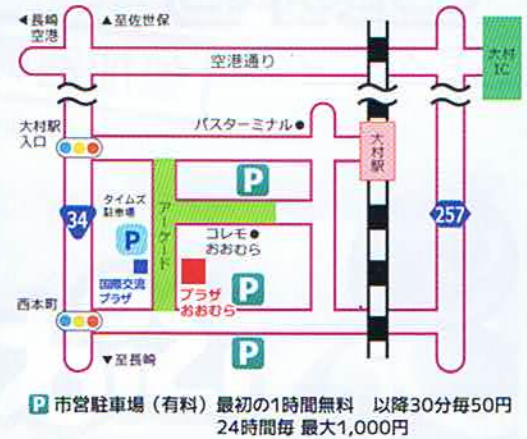 ◀長崎
空港
▲至佐世保
空港通り
大村
IC
大村駅
入口
バスターミナル●
大村駅
P
タイムズ
駐車場
アーケード
34
P
コレモ●
おおむら
257
国際交流
プラザ
プラザ
おおむら
P
西本町
▼至長崎
P
P 市営駐車場（有料）最初の1時間無料　以降30分毎50円
24時間毎 最大1,000円